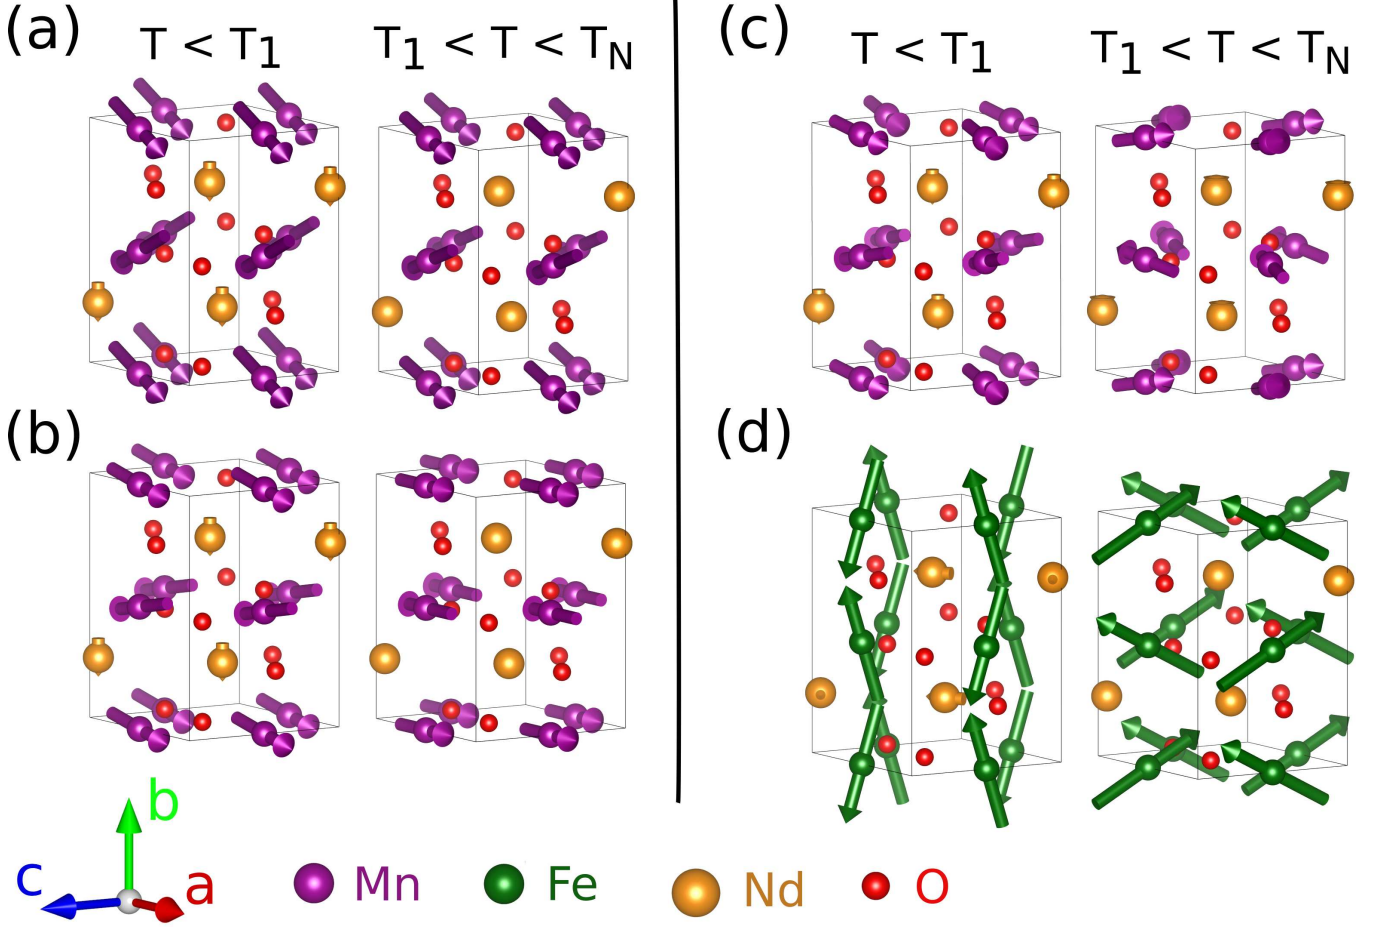 (a)
T < T1
T1 < T < TN
(c)
T < T1
T1 < T < TN
(b)
(d)
b
c
a
Mn
Fe
Nd
O